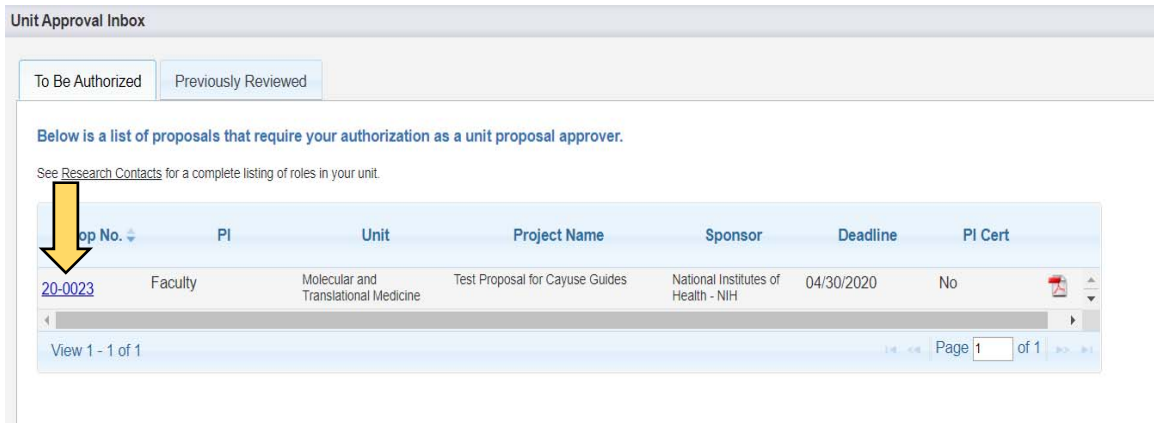 Unit Approval Inbox
To Be Authorized Previously Reviewed
Below is a list of proposals that require your authorization as a unit proposal approver.
See Research Contacts for a complete listing of roles in your unit.
op No. PI Unit Project Name Sponsor Deadline PI Cert
20-0023 Faculty Molecular and Translational Medicine Test Proposal for Cayuse Guides National Institutes of Health - NIH 04/30/2020 No
View 1 - 1 of 1 Page 1 of 1